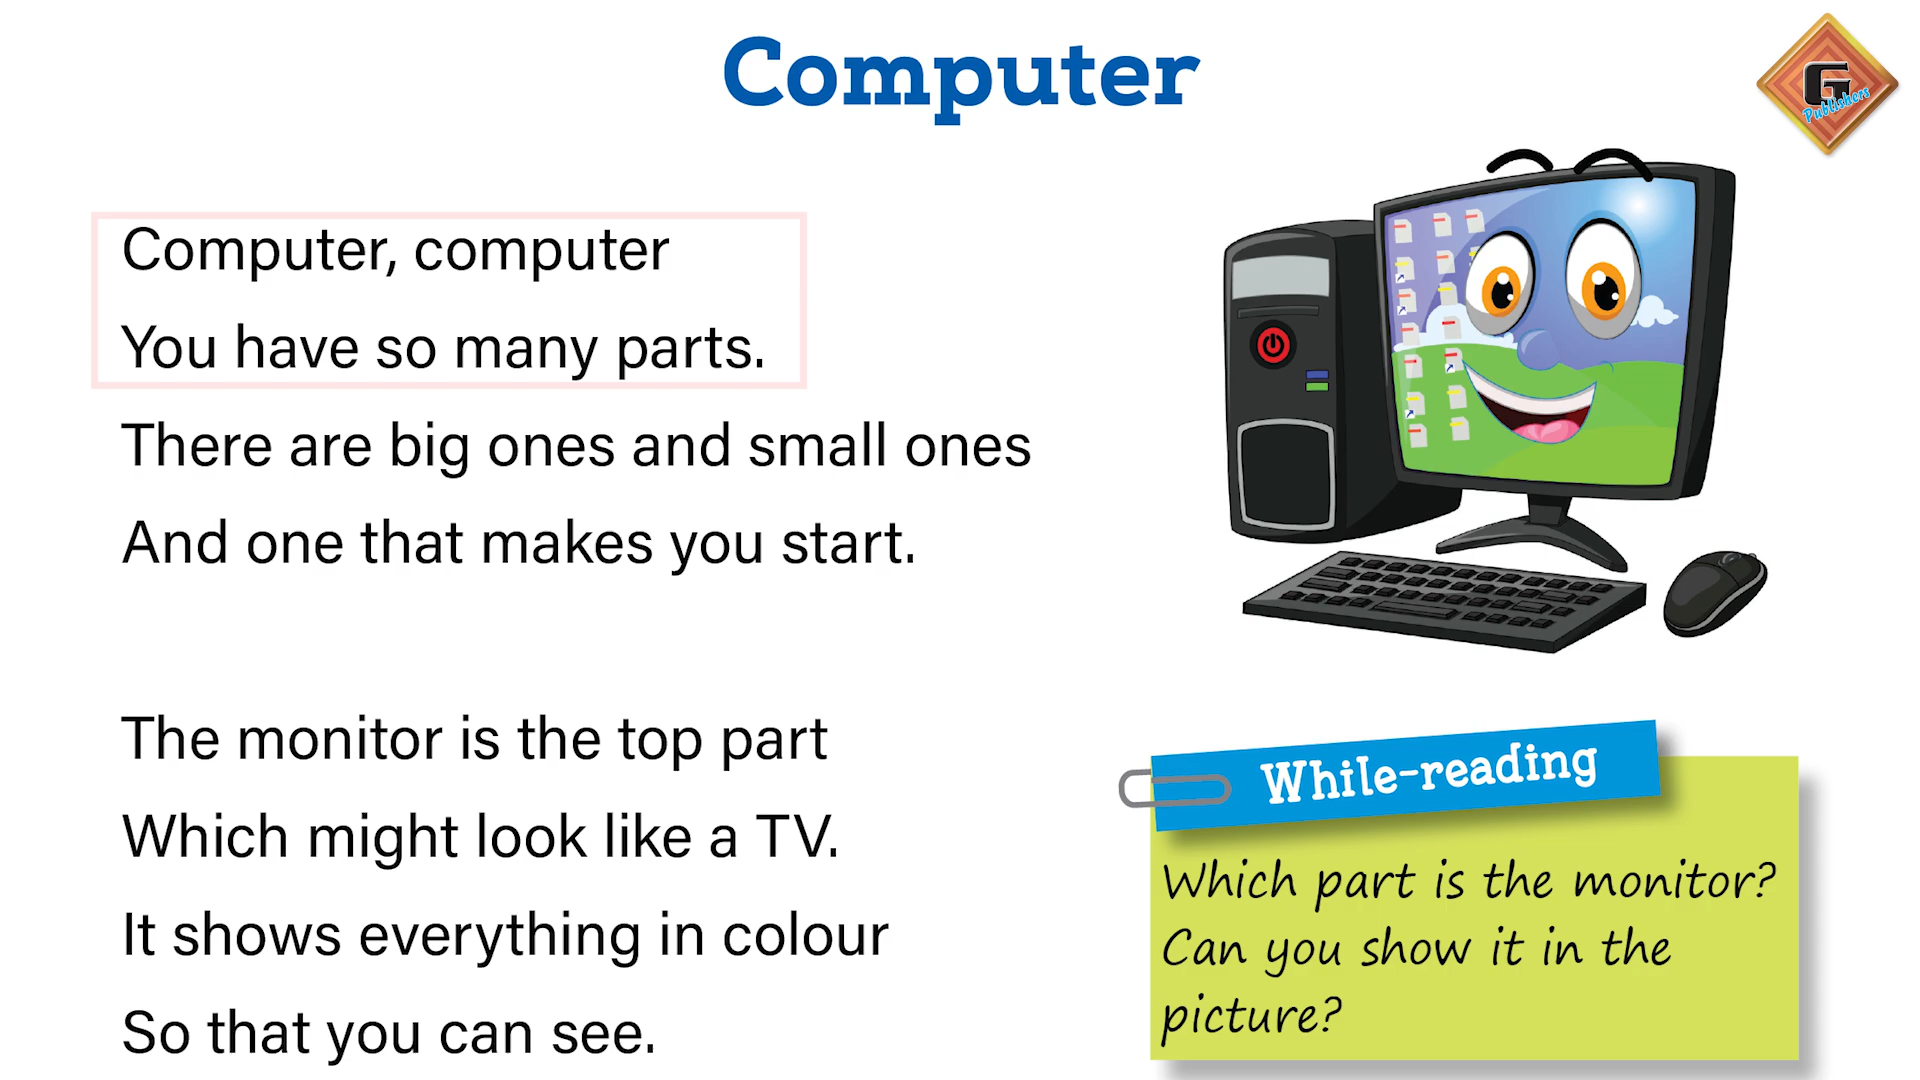 Computer
G
Publishers
Computer, computer
You have so many parts.
There are big ones and small ones
And one that makes you start.
The monitor is the top part
Which might look like a TV.
It shows everything in colour
So that you can see.
While-reading
Which part is the monitor?
Can you show it in the
picture?